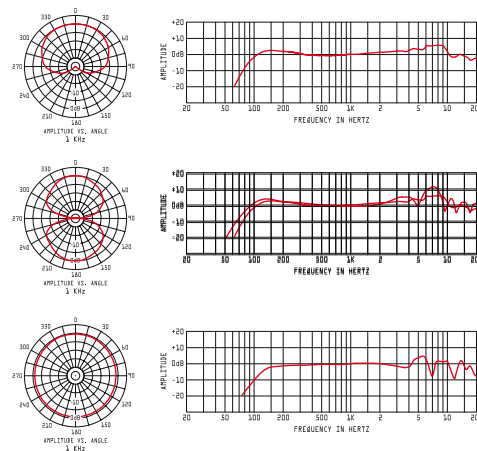 0
330 30
300 60
270 90
240 120
210 150
180
-10
0dB
AMPLITUDE VS. ANGLE
1 KHz
AMPLITUDE
+20
+10
0dB
-10
-20
20 50 100 200 500 1K 2K 5 10 20
FREQUENCY IN HERTZ
0
330 30
300 60
270 90
240 120
210 150
180
-10
0dB
AMPLITUDE VS. ANGLE
1 KHz
AMPLITUDE
+20
+10
0dB
-10
-20
20 50 100 200 500 1K 2K 5 10 20
FREQUENCY IN HERTZ
0
330 30
300 60
270 90
240 120
210 150
180
-10
0dB
AMPLITUDE VS. ANGLE
1 KHz
AMPLITUDE
+20
+10
0dB
-10
-20
20 50 100 200 500 1K 2K 5 10 20
FREQUENCY IN HERTZ